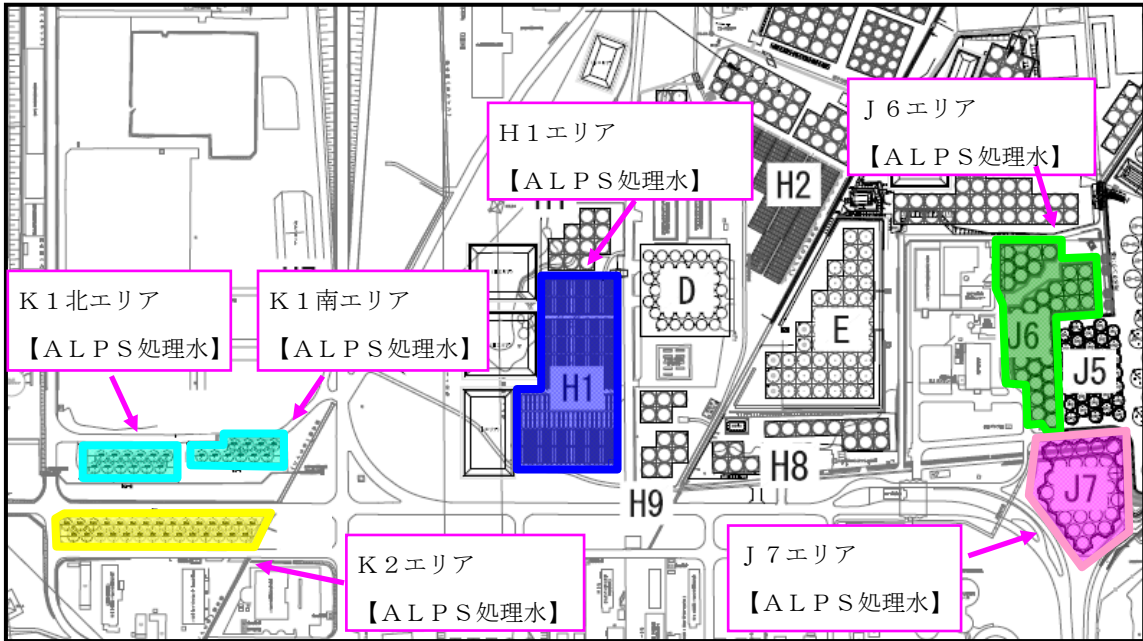 H1エリア
【ALPS処理水】
J6エリア
【ALPS処理水】
H2
K1北エリア
【ALPS処理水】
K1南エリア
【ALPS処理水】
D
E
J6
J5
H1
H8
H9
J7
K2エリア
【ALPS処理水】
J7エリア
【ALPS処理水】